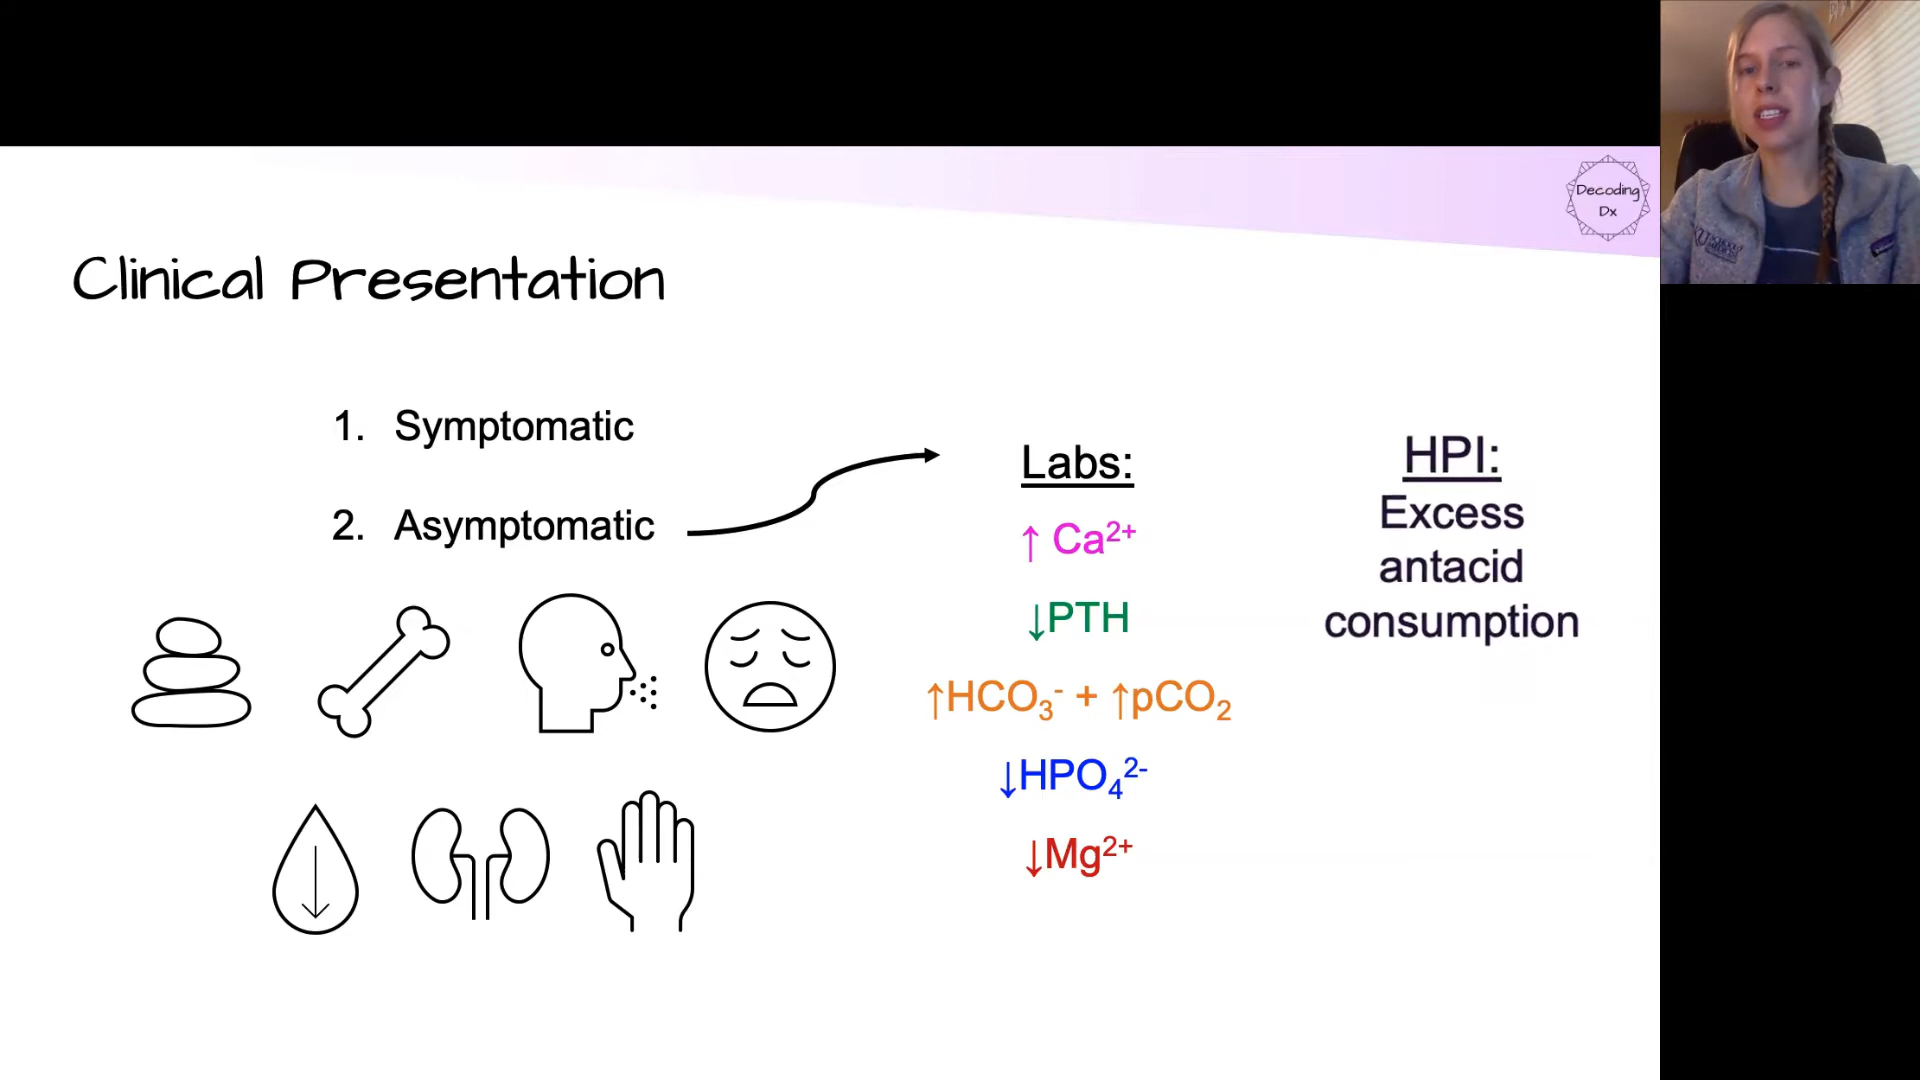 Decoding
Dx
Clinical Presentation
1. Symptomatic
2. Asymptomatic
Labs:
↑ Ca²⁺
↓PTH
↑HCO₃⁻ + ↑pCO₂
↓HPO₄²⁻
↓Mg²⁺
HPI:
Excess
antacid
consumption